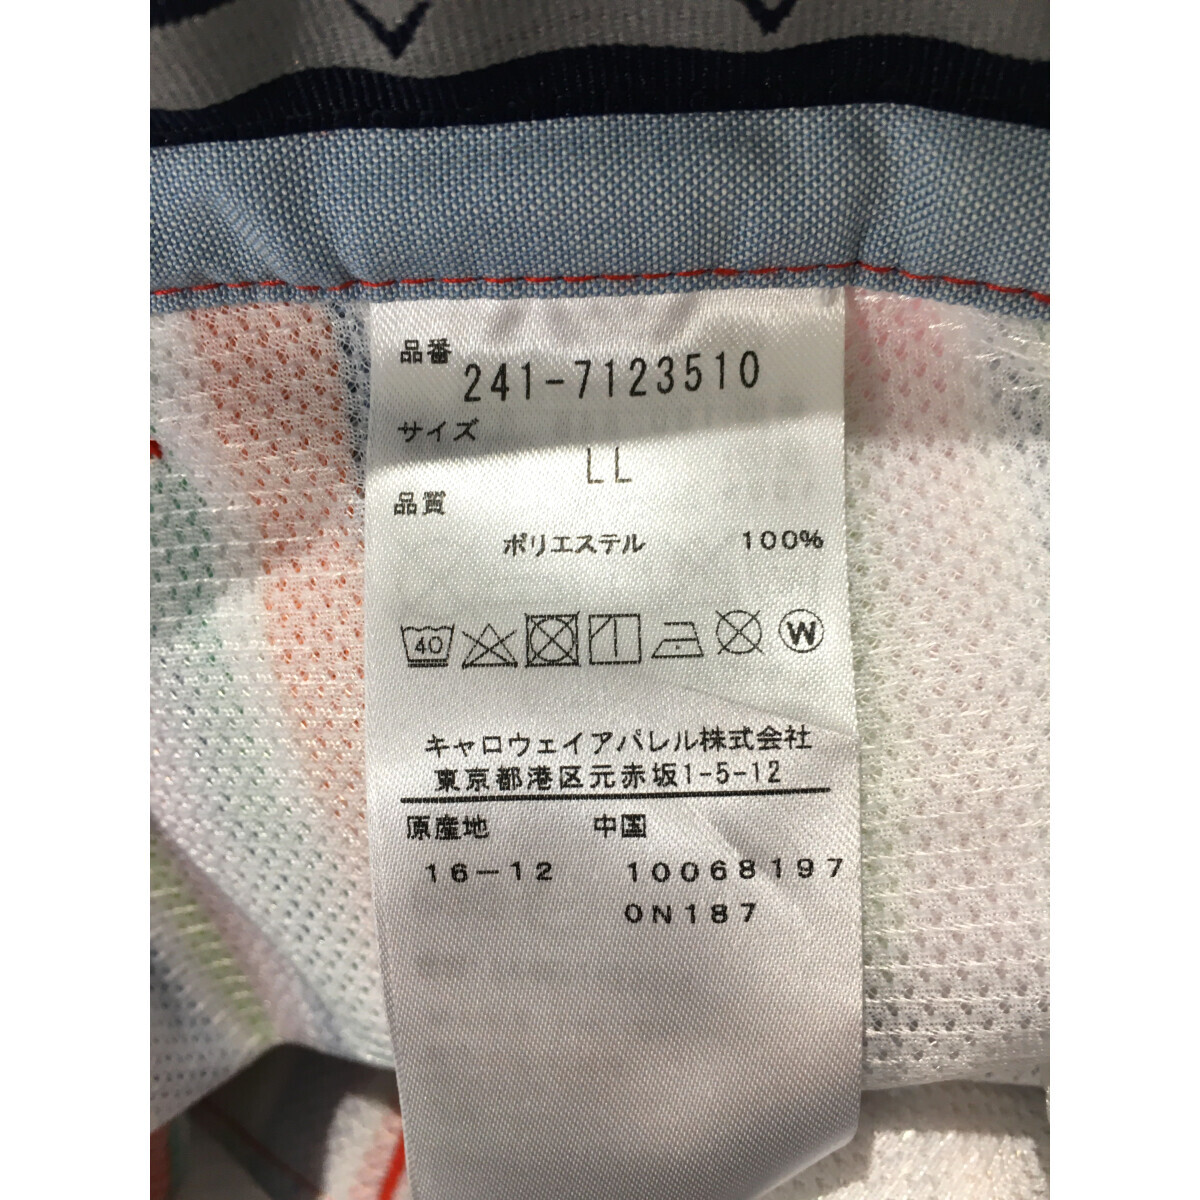 品番
241-7123510
サイズ
LL
品質
ポリエステル 100%
40 W
キャロウェイアパレル株式会社
東京都港区元赤坂1-5-12
原産地 中国
16-12 10068197
0N187